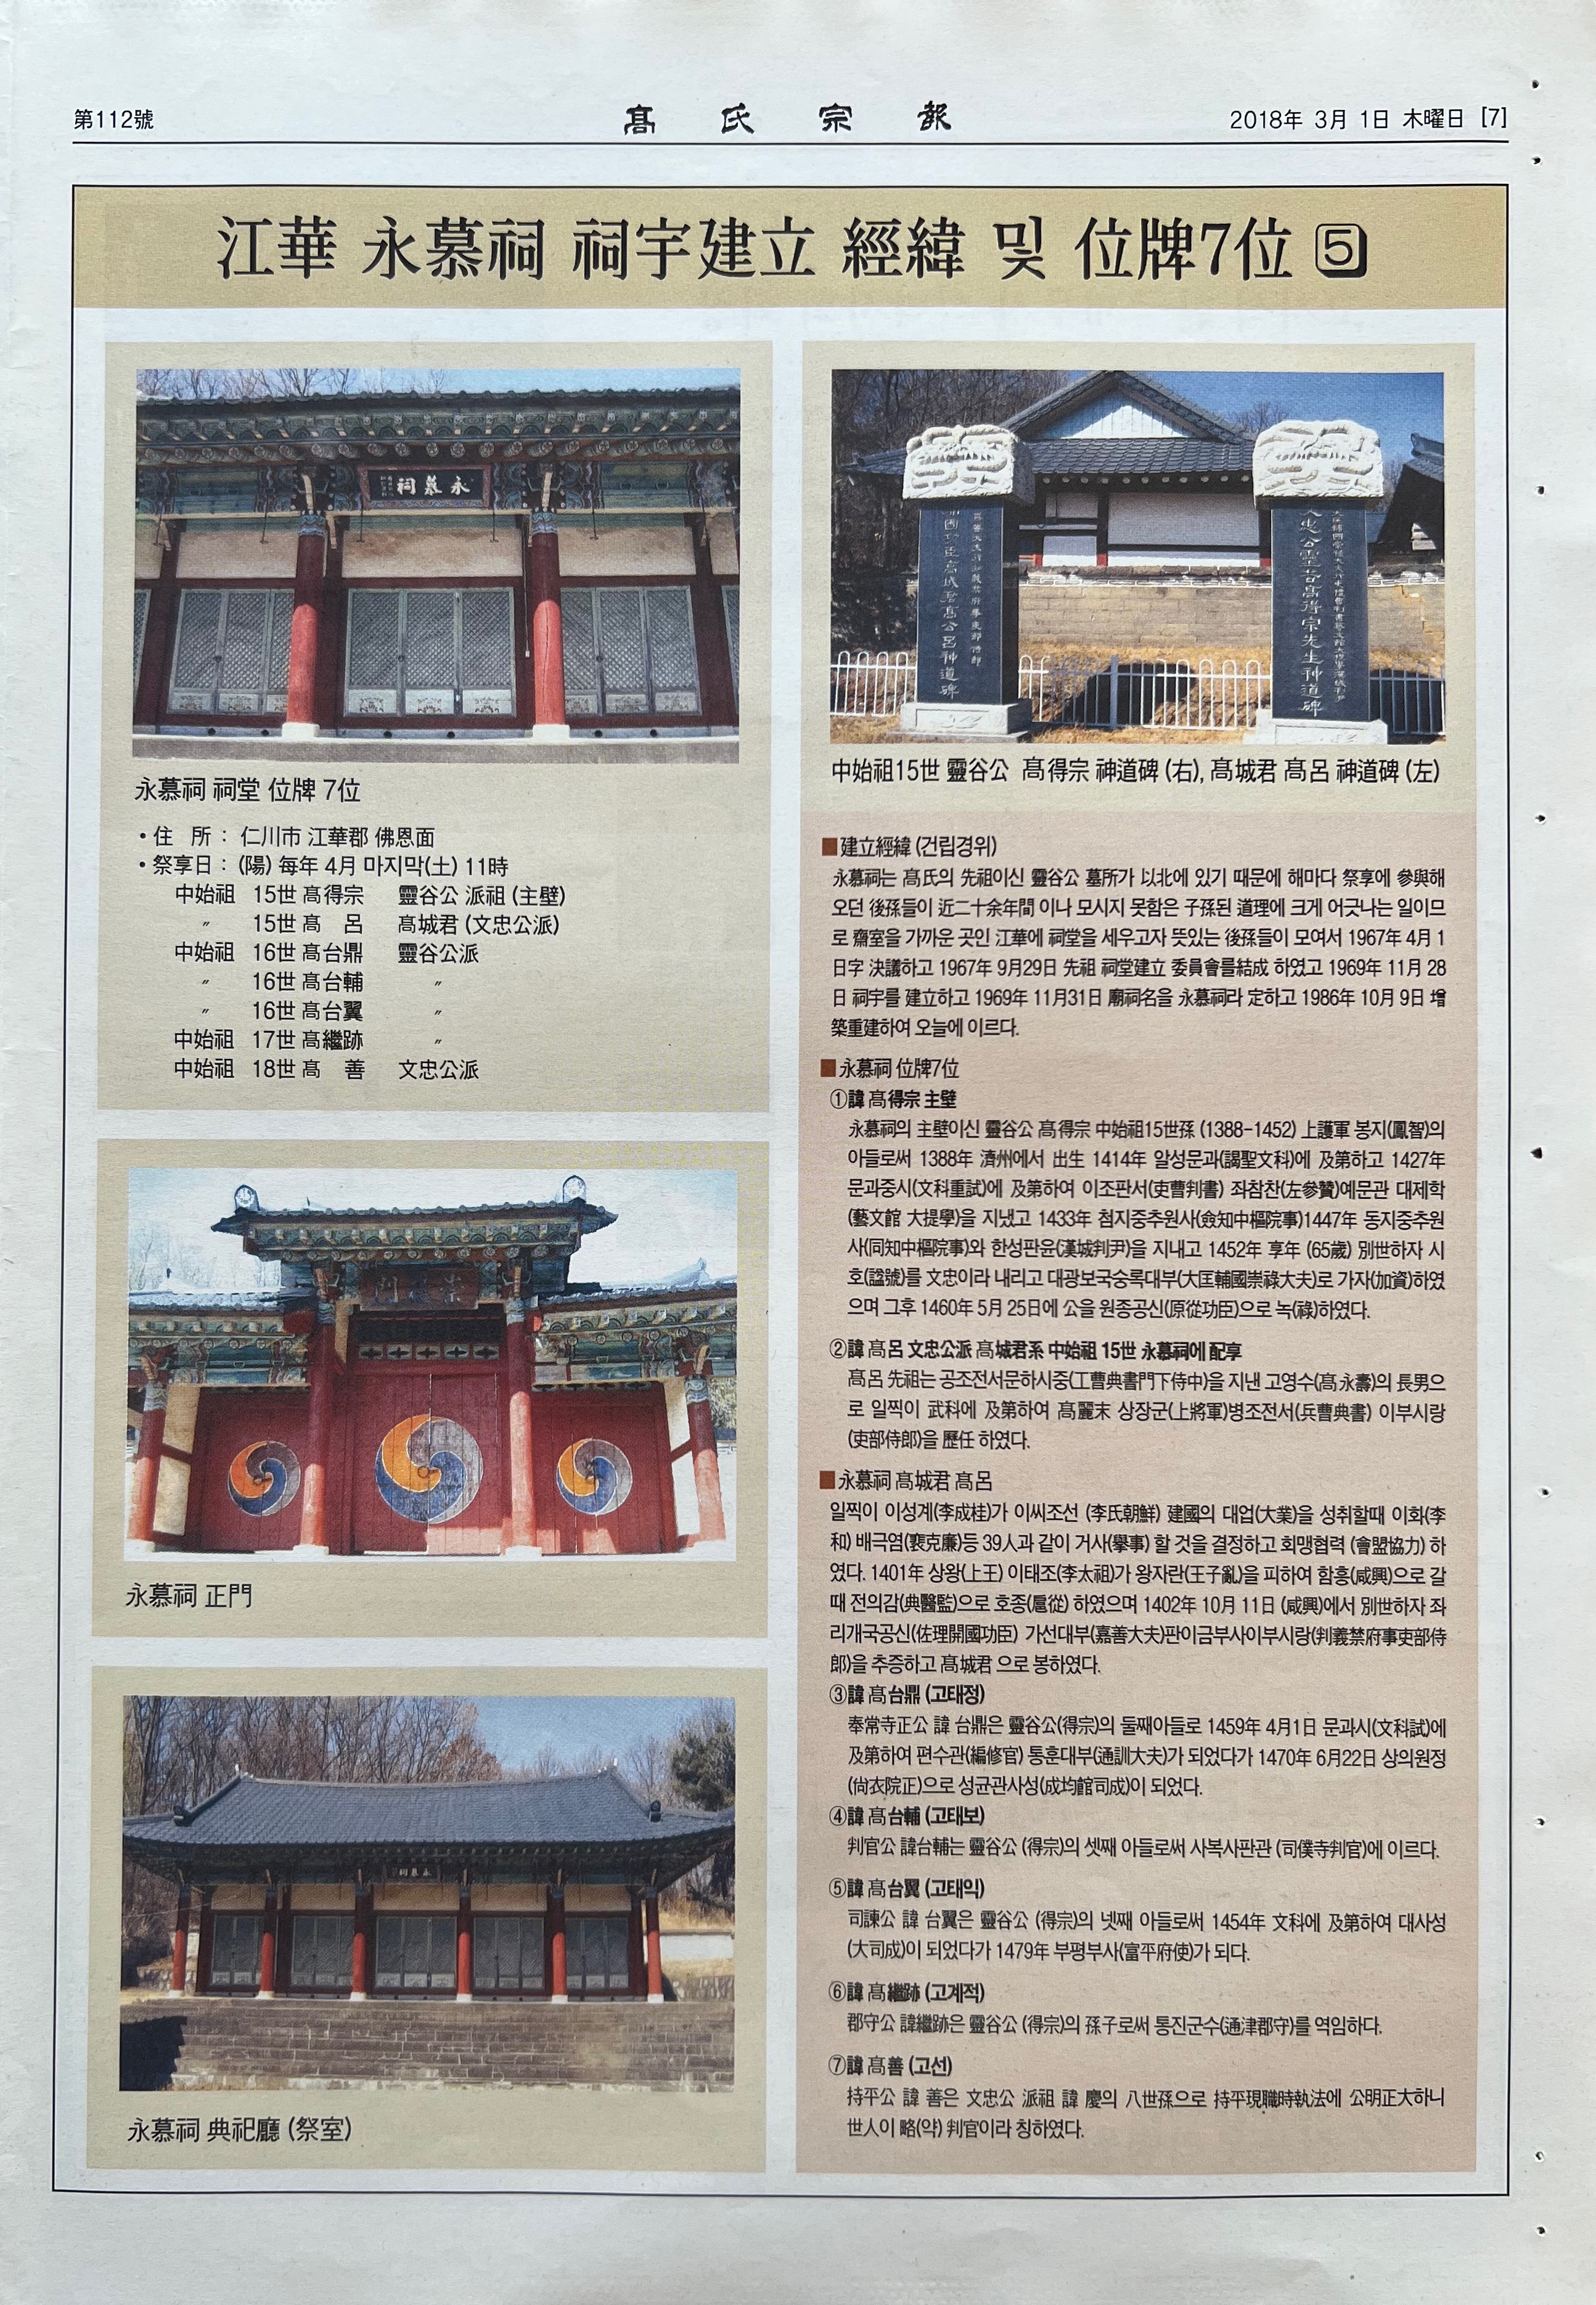 第112號
髙氏宗報
2018年 3月 1日 木曜日 [7]
江華 永慕祠 祠宇建立 經緯 및 位牌7位 5
永慕祠
永慕祠 祠堂 位牌 7位
• 住 所 : 仁川市 江華郡 佛恩面
• 祭享日 : (陽) 每年 4月 마지막(土) 11時
中始祖 15世 髙得宗 靈谷公 派祖 (主壁)
〃 15世 髙 呂 髙城君 (文忠公派)
中始祖 16世 髙台鼎 靈谷公派
〃 16世 髙台輔 〃
〃 16世 髙台翼 〃
中始祖 17世 髙繼跡 〃
中始祖 18世 髙 善 文忠公派
永慕祠 正門
永慕祠
永慕祠 典祀廳 (祭室)
開國功臣高城君高公呂神道碑
文忠公靈谷高得宗先生神道碑
中始祖15世 靈谷公 髙得宗 神道碑 (右), 髙城君 髙呂 神道碑 (左)
■建立經緯 (건립경위)
永慕祠는 髙氏의 先祖이신 靈谷公 墓所가 以北에 있기 때문에 해마다 祭享에 參與해
오던 後孫들이 近二十余年間 이나 모시지 못함은 子孫된 道理에 크게 어긋나는 일이므
로 齋室을 가까운 곳인 江華에 祠堂을 세우고자 뜻있는 後孫들이 모여서 1967年 4月 1
日字 決議하고 1967年 9月29日 先祖 祠堂建立 委員會를結成 하였고 1969年 11月 28
日 祠宇를 建立하고 1969年 11月31日 廟祠名을 永慕祠라 定하고 1986年 10月 9日 增
築重建하여 오늘에 이르다.
■永慕祠 位牌7位
①諱 髙得宗 主壁
永慕祠의 主壁이신 靈谷公 髙得宗 中始祖15世孫 (1388-1452) 上護軍 봉지(鳳智)의
아들로써 1388年 濟州에서 出生 1414年 알성문과(謁聖文科)에 及第하고 1427年
문과중시(文科重試)에 及第하여 이조판서(吏曹判書) 좌참찬(左參贊)예문관 대제학
(藝文館 大提學)을 지냈고 1433年 첨지중추원사(僉知中樞院事)1447年 동지중추원
사(同知中樞院事)와 한성판윤(漢城判尹)을 지내고 1452年 享年 (65歲) 別世하자 시
호(諡號)를 文忠이라 내리고 대광보국숭록대부(大匡輔國崇祿大夫)로 가자(加資)하였
으며 그후 1460年 5月 25日에 公을 원종공신(原從功臣)으로 녹(祿)하였다.
②諱 髙呂 文忠公派 髙城君系 中始祖 15世 永慕祠에 配享
髙呂 先祖는 공조전서문하시중(工曹典書門下侍中)을 지낸 고영수(髙永壽)의 長男으
로 일찍이 武科에 及第하여 髙麗末 상장군(上將軍)병조전서(兵曹典書) 이부시랑
(吏部侍郎)을 歷任 하였다.
■永慕祠 髙城君 髙呂
일찍이 이성계(李成桂)가 이씨조선 (李氏朝鮮) 建國의 대업(大業)을 성취할때 이화(李
和) 배극염(裵克廉)등 39人과 같이 거사(擧事) 할 것을 결정하고 회맹협력 (會盟協力) 하
였다. 1401年 상왕(上王) 이태조(李太祖)가 왕자란(王子亂)을 피하여 함흥(咸興)으로 갈
때 전의감(典醫監)으로 호종(扈從) 하였으며 1402年 10月 11日 (咸興)에서 別世하자 좌
리개국공신(佐理開國功臣) 가선대부(嘉善大夫)판이금부사이부시랑(判義禁府事吏部侍
郎)을 추증하고 髙城君 으로 봉하였다.
③諱 髙台鼎 (고태정)
奉常寺正公 諱 台鼎은 靈谷公(得宗)의 둘째아들로 1459年 4月1日 문과시(文科試)에
及第하여 편수관(編修官) 통훈대부(通訓大夫)가 되었다가 1470年 6月22日 상의원정
(尙衣院正)으로 성균관사성(成均館司成)이 되었다.
④諱 髙台輔 (고태보)
判官公 諱台輔는 靈谷公 (得宗)의 셋째 아들로써 사복사판관 (司僕寺判官)에 이르다.
⑤諱 髙台翼 (고태익)
司諫公 諱 台翼은 靈谷公 (得宗)의 넷째 아들로써 1454年 文科에 及第하여 대사성
(大司成)이 되었다가 1479年 부평부사(富平府使)가 되다.
⑥諱 髙繼跡 (고계적)
郡守公 諱繼跡은 靈谷公 (得宗)의 孫子로써 통진군수(通津郡守)를 역임하다.
⑦諱 髙善 (고선)
持平公 諱 善은 文忠公 派祖 諱 慶의 八世孫으로 持平現職時執法에 公明正大하니
世人이 略(약) 判官이라 칭하였다.